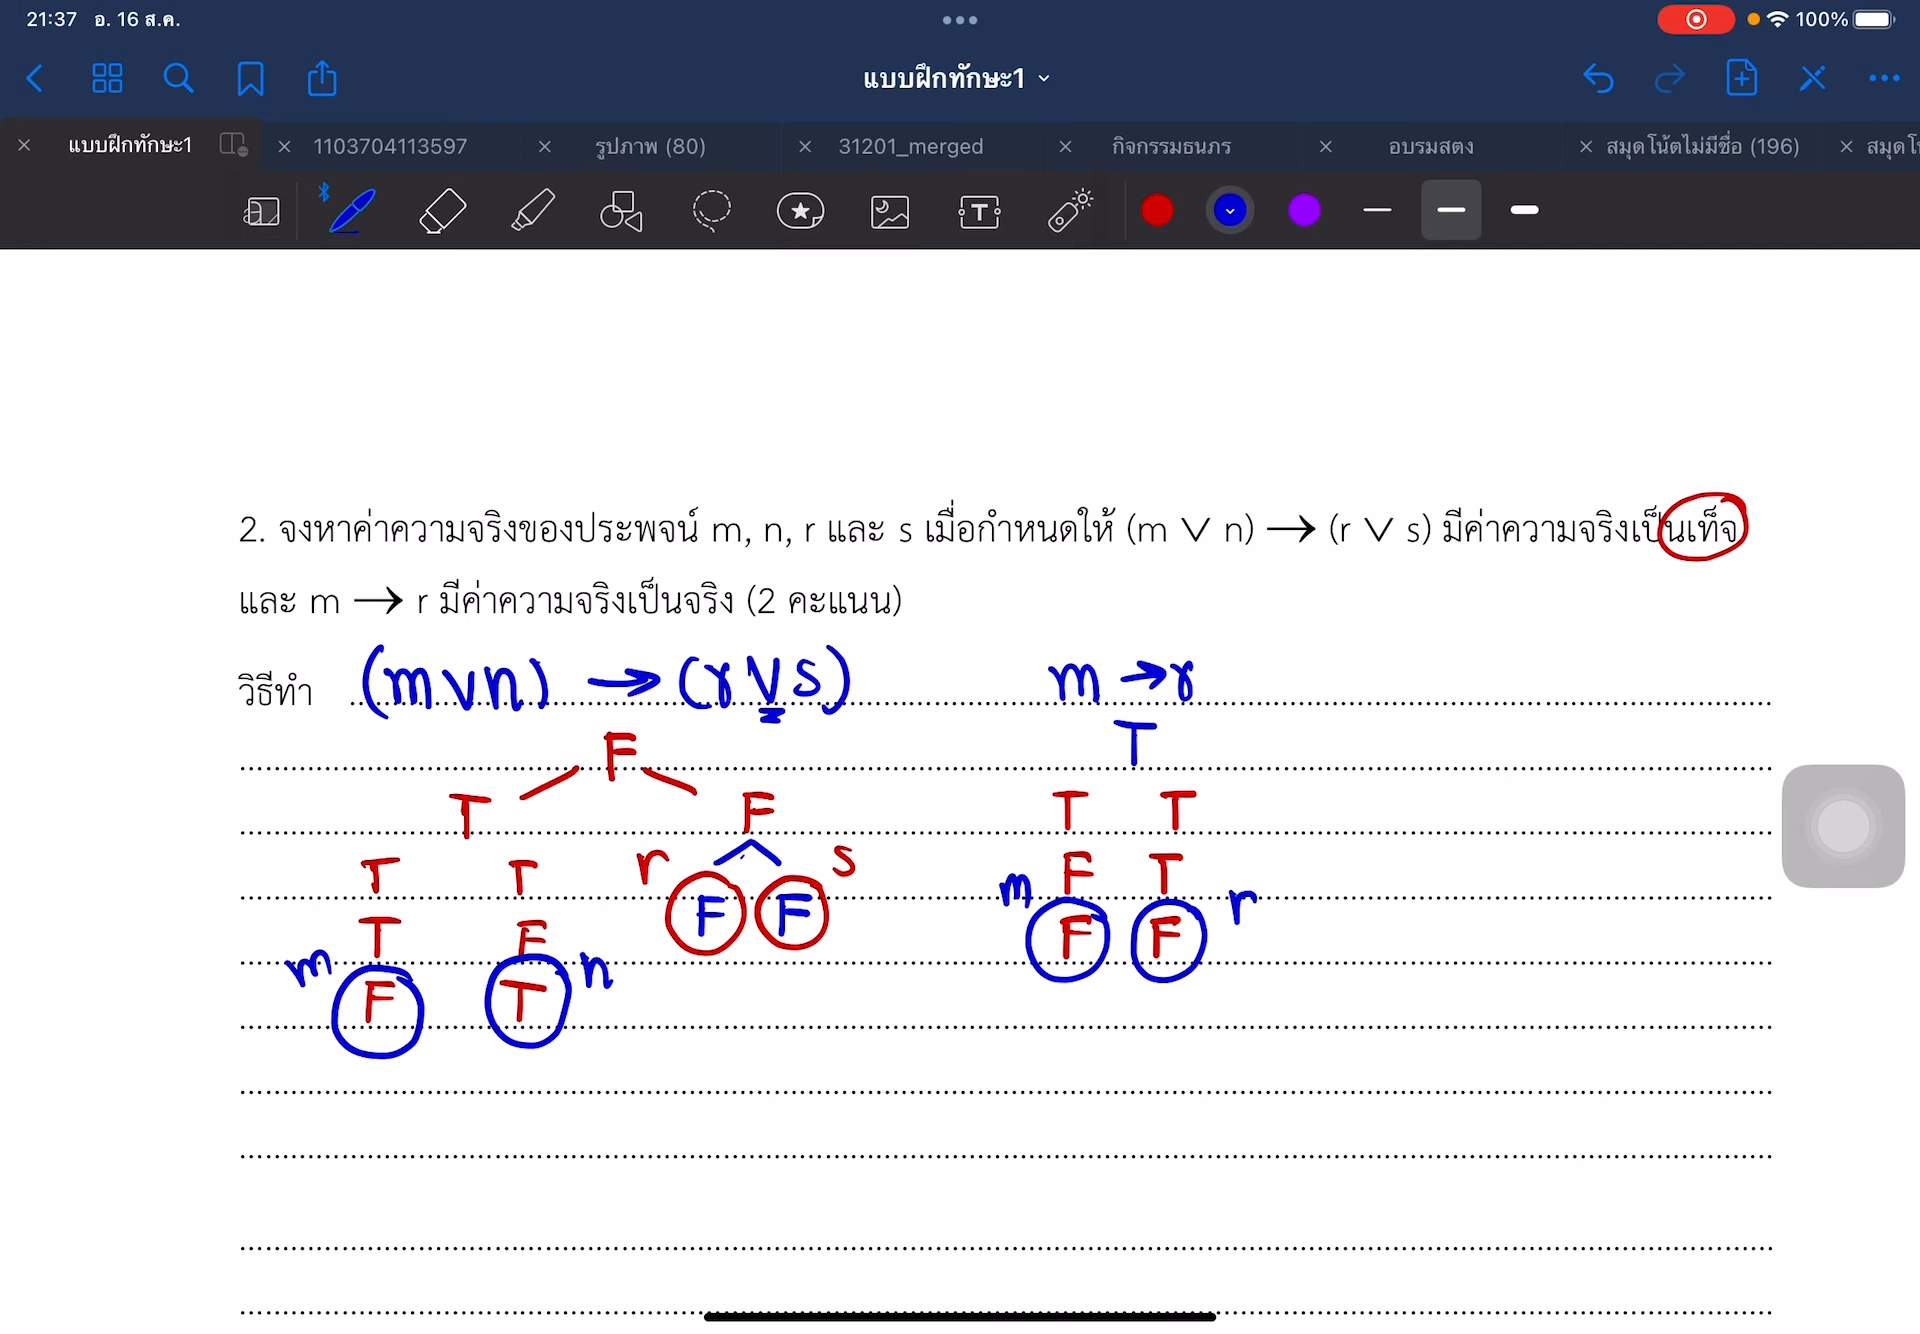 21:37 อ. 16 ส.ค. 100%
แบบฝึกทักษะ1
แบบฝึกทักษะ1 1103704113597 รูปภาพ (80) 31201_merged กิจกรรมธนภร อบรมสตง สมุดโน้ตไม่มีชื่อ (196)
T
2. จงหาค่าความจริงของประพจน์ m, n, r และ s เมื่อกำหนดให้ (m ∨ n) → (r ∨ s) มีค่าความจริงเป็นเท็จ
และ m → r มีค่าความจริงเป็นจริง (2 คะแนน)
วิธีทำ (m∨n) → (r∨s) m → r
F T
T F T T
T T r s F T
T F F F m F F r
m F T n